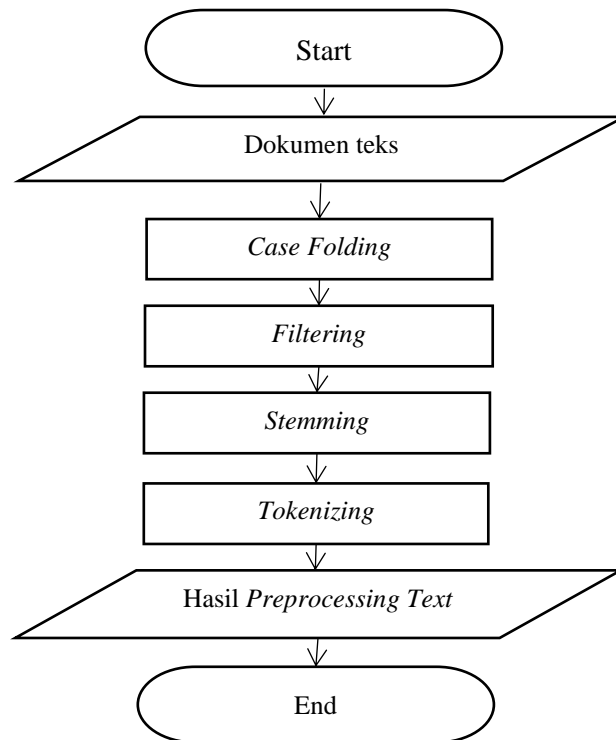 Start
Dokumen teks
Case Folding
Filtering
Stemming
Tokenizing
Hasil Preprocessing Text
End